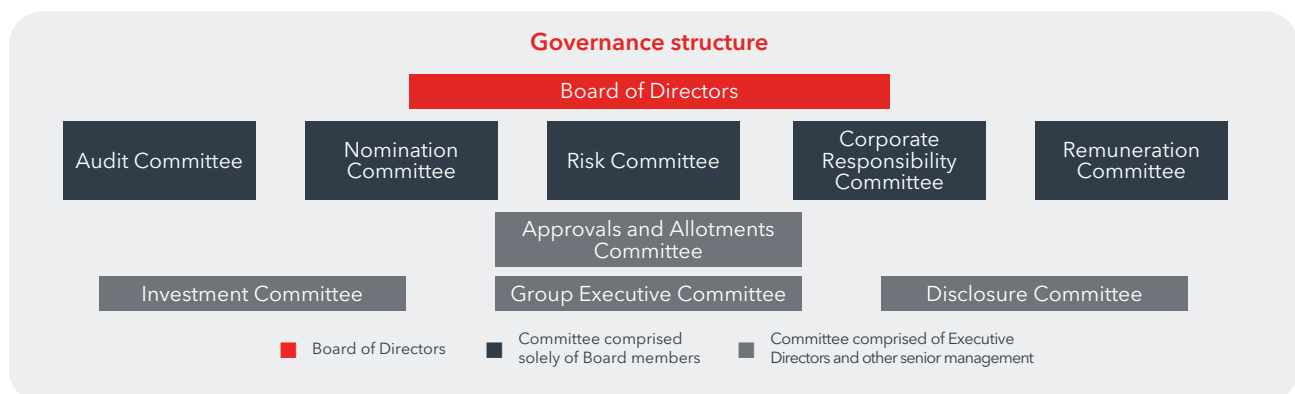 Governance structure
Board of Directors
Audit Committee
Nomination
Committee
Risk Committee
Corporate
Responsibility
Committee
Remuneration
Committee
Approvals and Allotments
Committee
Investment Committee
Group Executive Committee
Disclosure Committee
Board of Directors
Committee comprised
solely of Board members
Committee comprised of Executive
Directors and other senior management